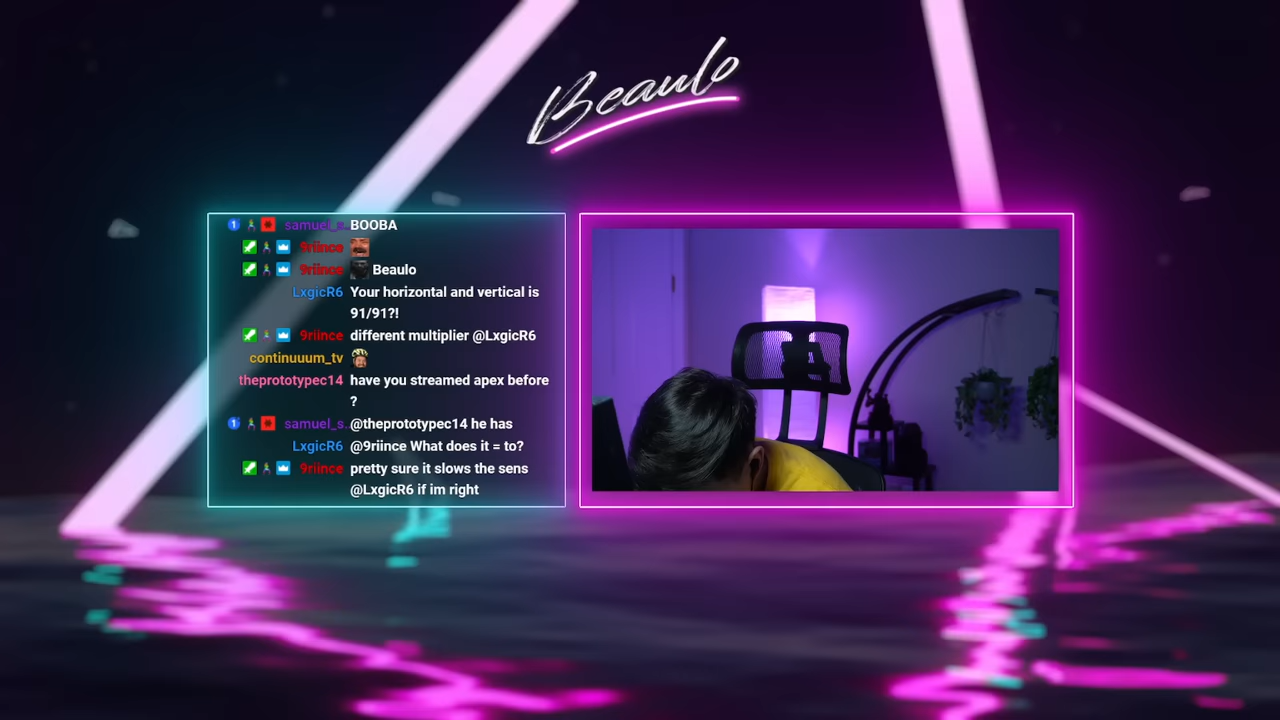 Beaulo
1 samuel_s. BOOBA
9riince
9riince Beaulo
LxgicR6 Your horizontal and vertical is
91/91?!
9riince different multiplier @LxgicR6
continuuum_tv
theprototypec14 have you streamed apex before
?
1 samuel_s. @theprototypec14 he has
LxgicR6 @9riince What does it = to?
9riince pretty sure it slows the sens
@LxgicR6 if im right